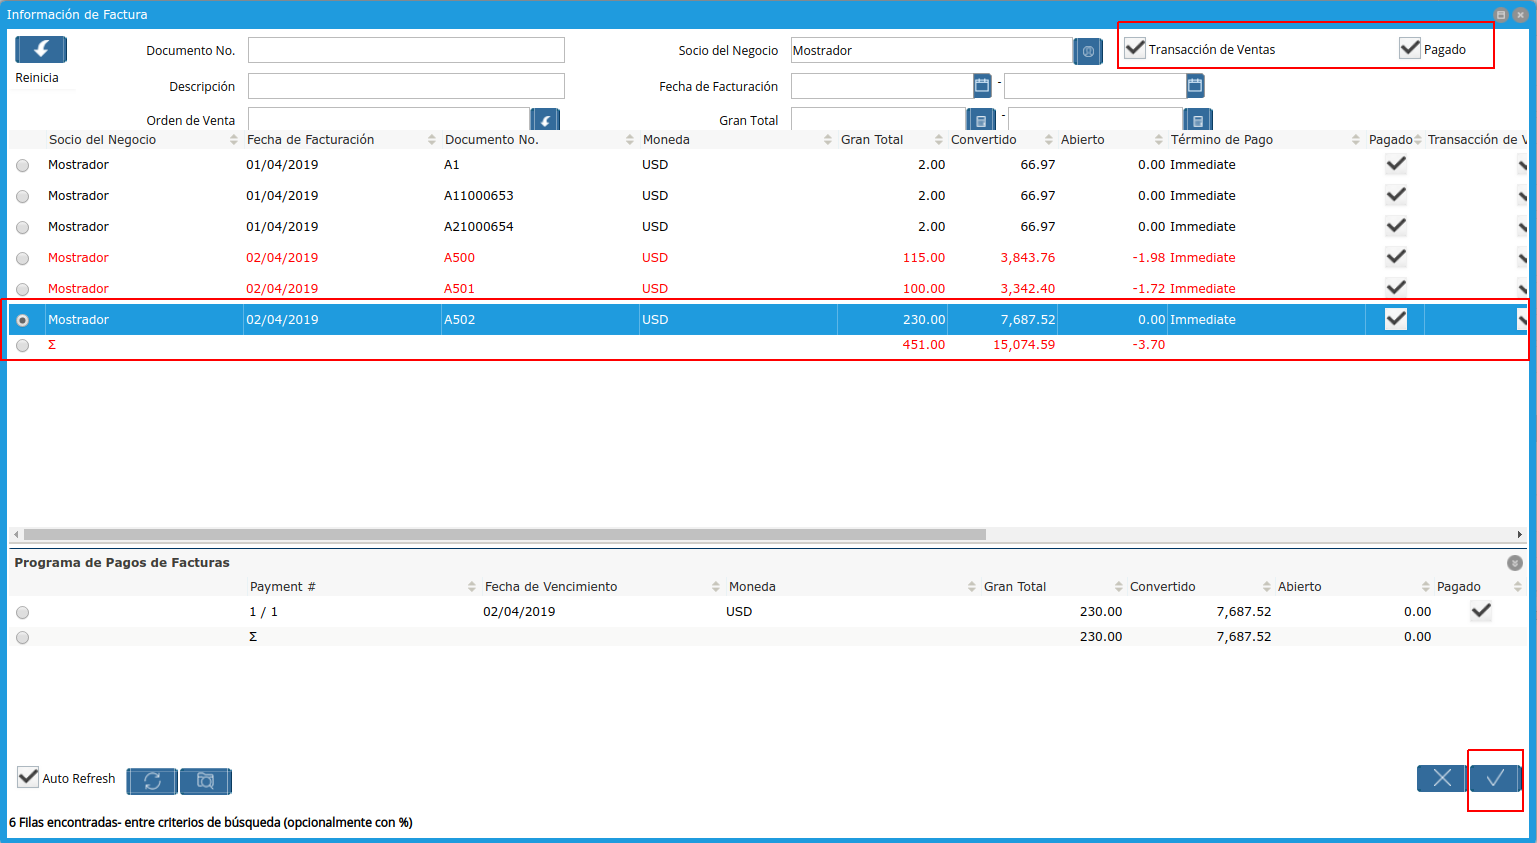 Información de Factura
Reinicia
Documento No.
Socio del Negocio Mostrador
Transacción de Ventas
Pagado
Descripción
Fecha de Facturación -
Orden de Venta
Gran Total -
Socio del Negocio Fecha de Facturación Documento No. Moneda Gran Total Convertido Abierto Término de Pago Pagado Transacción de V
Mostrador 01/04/2019 A1 USD 2.00 66.97 0.00 Immediate
Mostrador 01/04/2019 A11000653 USD 2.00 66.97 0.00 Immediate
Mostrador 01/04/2019 A21000654 USD 2.00 66.97 0.00 Immediate
Mostrador 02/04/2019 A500 USD 115.00 3,843.76 -1.98 Immediate
Mostrador 02/04/2019 A501 USD 100.00 3,342.40 -1.72 Immediate
Mostrador 02/04/2019 A502 USD 230.00 7,687.52 0.00 Immediate
Σ 451.00 15,074.59 -3.70
Programa de Pagos de Facturas
Payment # Fecha de Vencimiento Moneda Gran Total Convertido Abierto Pagado
1 / 1 02/04/2019 USD 230.00 7,687.52 0.00
Σ 230.00 7,687.52 0.00
Auto Refresh
6 Filas encontradas- entre criterios de búsqueda (opcionalmente con %)